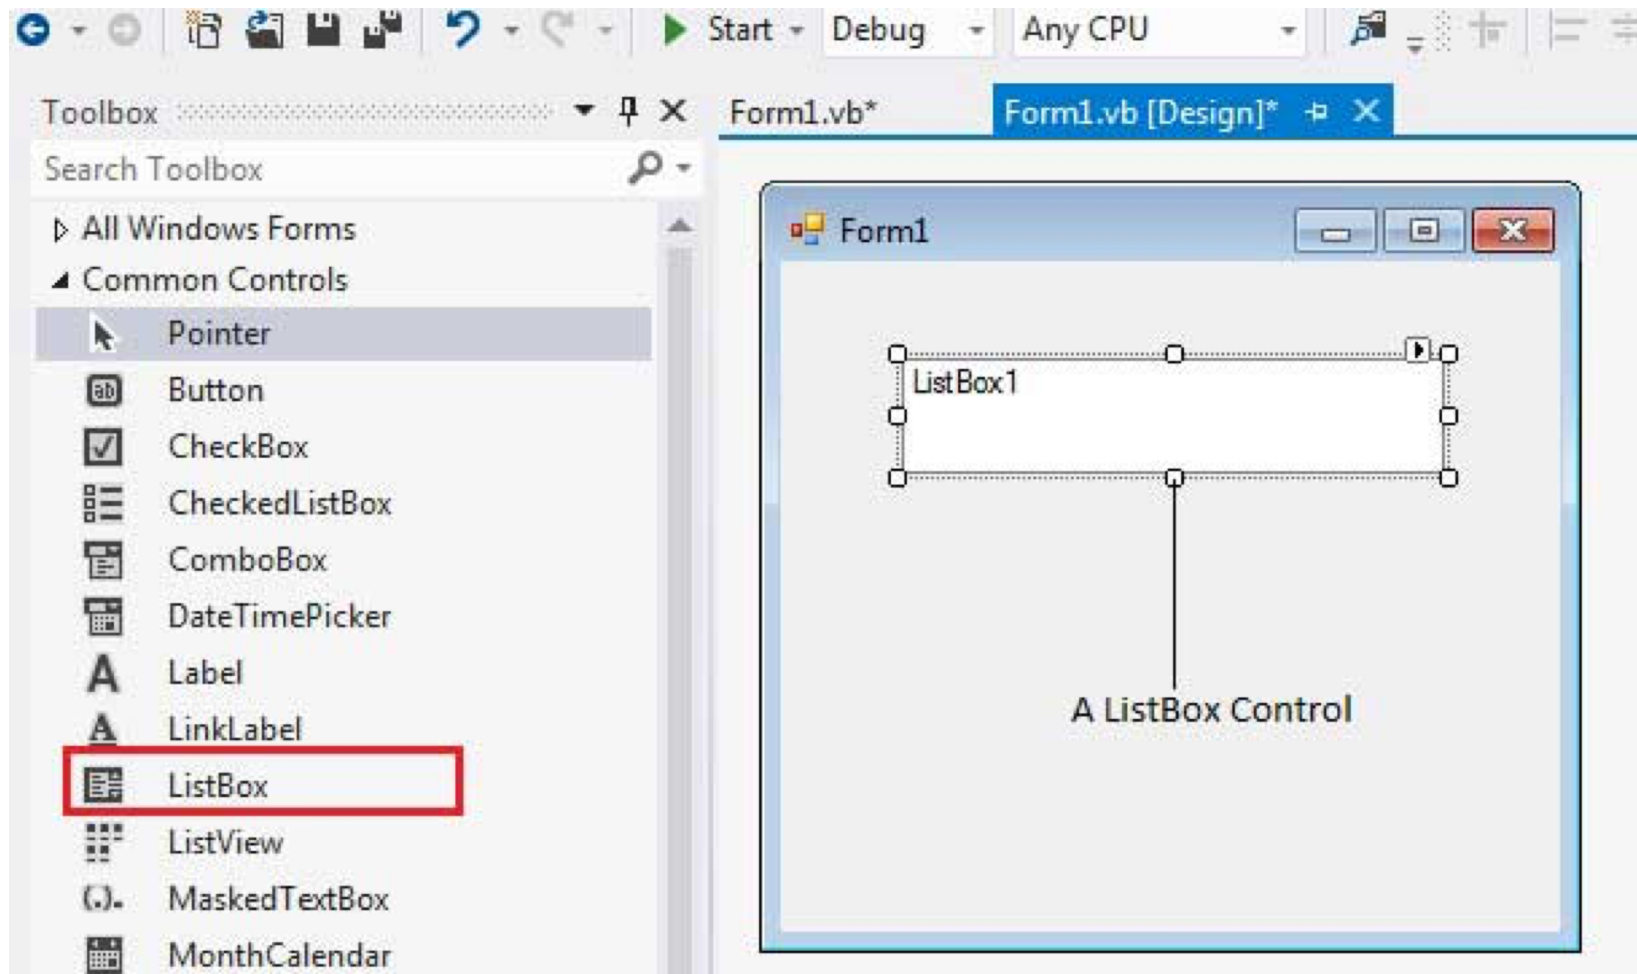 Start Debug Any CPU
Toolbox
Form1.vb*
Form1.vb [Design]*
Search Toolbox
All Windows Forms
Common Controls
Pointer
Button
CheckBox
CheckedListBox
ComboBox
DateTimePicker
Label
LinkLabel
ListBox
ListView
MaskedTextBox
MonthCalendar
Form1
ListBox1
A ListBox Control